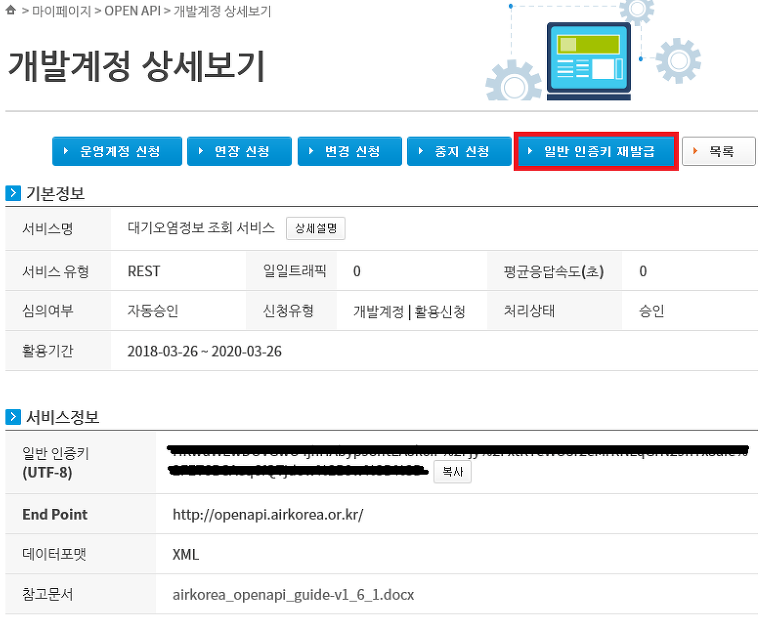 > 마이페이지 > OPEN API > 개발계정 상세보기
개발계정 상세보기
운영계정 신청 연장 신청 변경 신청 중지 신청 일반 인증키 재발급 목록
기본정보
서비스명 대기오염정보 조회 서비스 상세설명
서비스 유형 REST 일일트래픽 0 평균응답속도(초) 0
심의여부 자동승인 신청유형 개발계정 | 활용신청 처리상태 승인
활용기간 2018-03-26 ~ 2020-03-26
서비스정보
일반 인증키
(UTF-8) 복사
End Point http://openapi.airkorea.or.kr/
데이터포맷 XML
참고문서 airkorea_openapi_guide-v1_6_1.docx